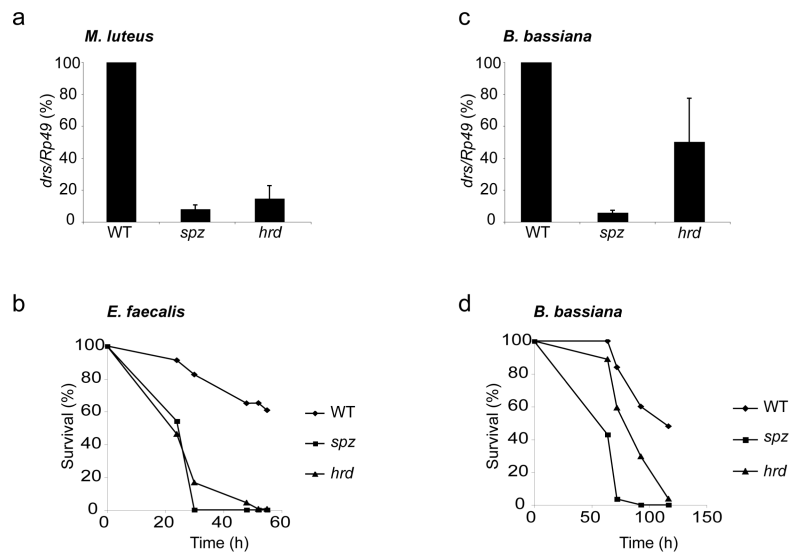 a
M. luteus
drs/Rp49 (%)
100
80
60
40
20
0
WT
spz
hrd
c
B. bassiana
drs/Rp49 (%)
100
80
60
40
20
0
WT
spz
hrd
b
E. faecalis
Survival (%)
100
80
60
40
20
0
0
20
40
60
Time (h)
WT
spz
hrd
d
B. bassiana
Survival (%)
100
80
60
40
20
0
0
50
100
150
Time (h)
WT
spz
hrd